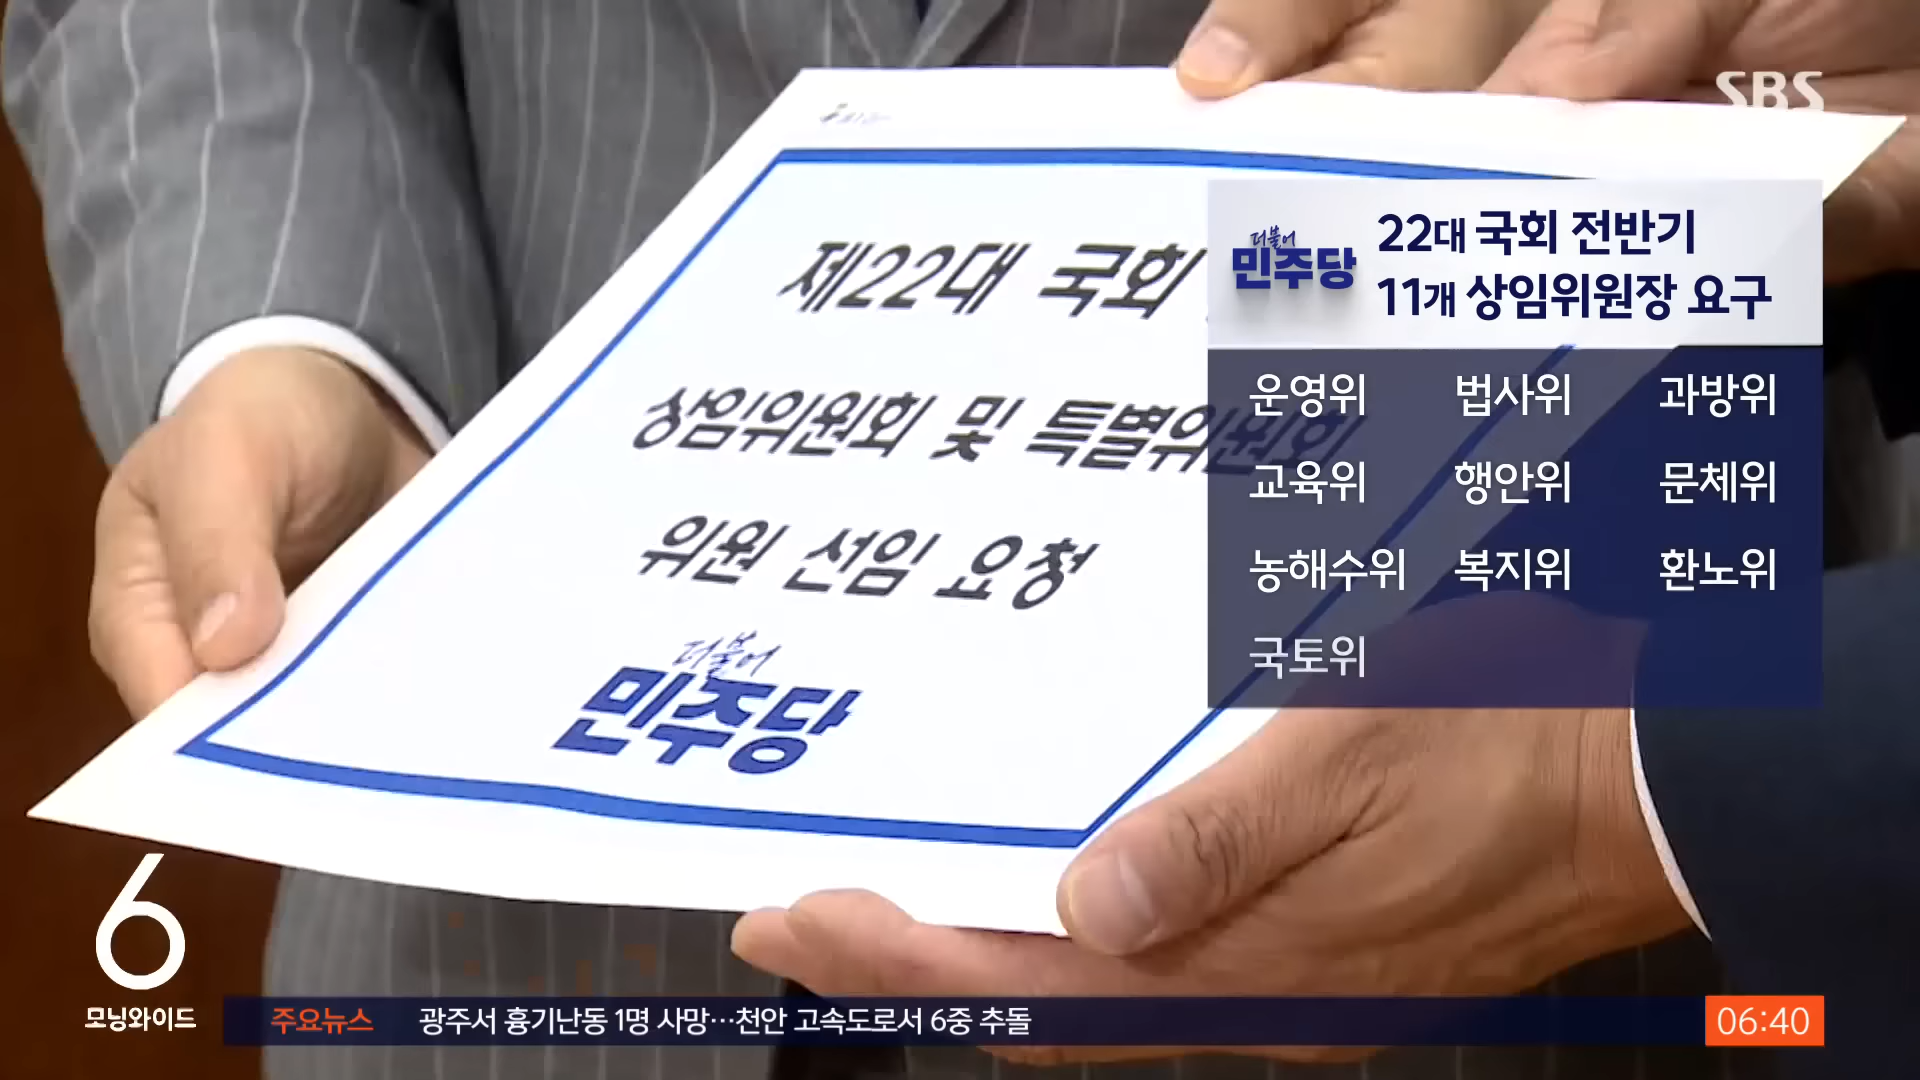 SBS
제22대 국회
상임위원회 및 특별위원회
위원 선임 요청
더불어
민주당
더불어
민주당
22대 국회 전반기
11개 상임위원장 요구
운영위 법사위 과방위
교육위 행안위 문체위
농해수위 복지위 환노위
국토위
6
모닝와이드
주요뉴스 광주서 흉기난동 1명 사망…천안 고속도로서 6중 추돌
06:40